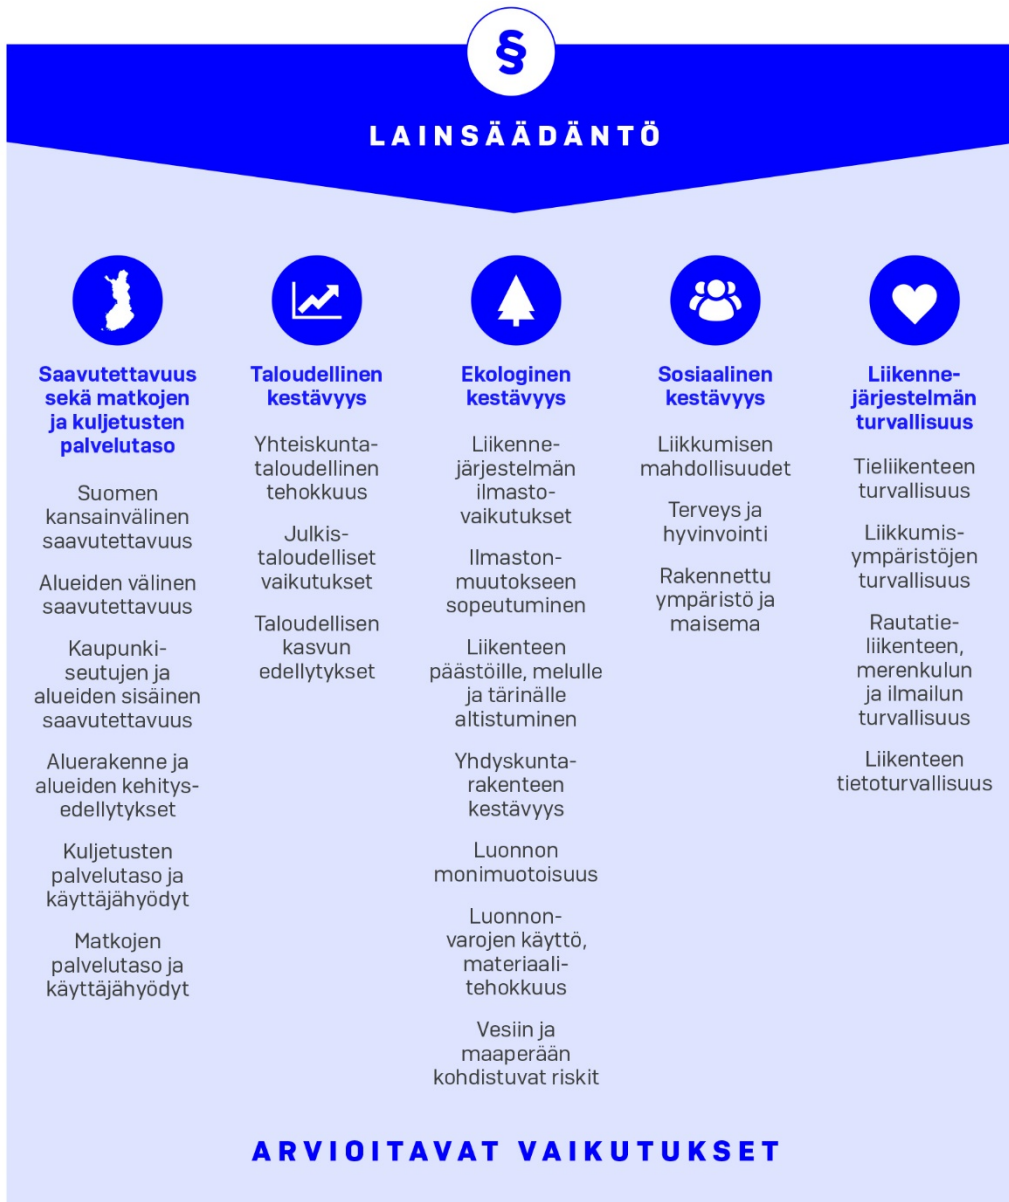 §
LAINSÄÄDÄNTÖ
Saavutettavuus
sekä matkojen
ja kuljetusten
palvelutaso
Suomen
kansainvälinen
saavutettavuus
Alueiden välinen
saavutettavuus
Kaupunki-
seutujen ja
alueiden sisäinen
saavutettavuus
Aluerakenne ja
alueiden kehitys-
edellytykset
Kuljetusten
palvelutaso ja
käyttäjähyödyt
Matkojen
palvelutaso ja
käyttäjähyödyt
Taloudellinen
kestävyys
Yhteiskunta-
taloudellinen
tehokkuus
Julkis-
taloudelliset
vaikutukset
Taloudellisen
kasvun
edellytykset
Ekologinen
kestävyys
Liikenne-
järjestelmän
ilmasto-
vaikutukset
Ilmaston-
muutokseen
sopeutuminen
Liikenteen
päästöille, melulle
ja tärinälle
altistuminen
Yhdyskunta-
rakenteen
kestävyys
Luonnon
monimuotoisuus
Luonnon-
varojen käyttö,
materiaali-
tehokkuus
Vesiin ja
maaperään
kohdistuvat riskit
Sosiaalinen
kestävyys
Liikkumisen
mahdollisuudet
Terveys ja
hyvinvointi
Rakennettu
ympäristö ja
maisema
Liikenne-
järjestelmän
turvallisuus
Tieliikenteen
turvallisuus
Liikkumis-
ympäristöjen
turvallisuus
Rautatie-
liikenteen,
merenkulun
ja ilmailun
turvallisuus
Liikenteen
tietoturvallisuus
ARVIOITAVAT VAIKUTUKSET